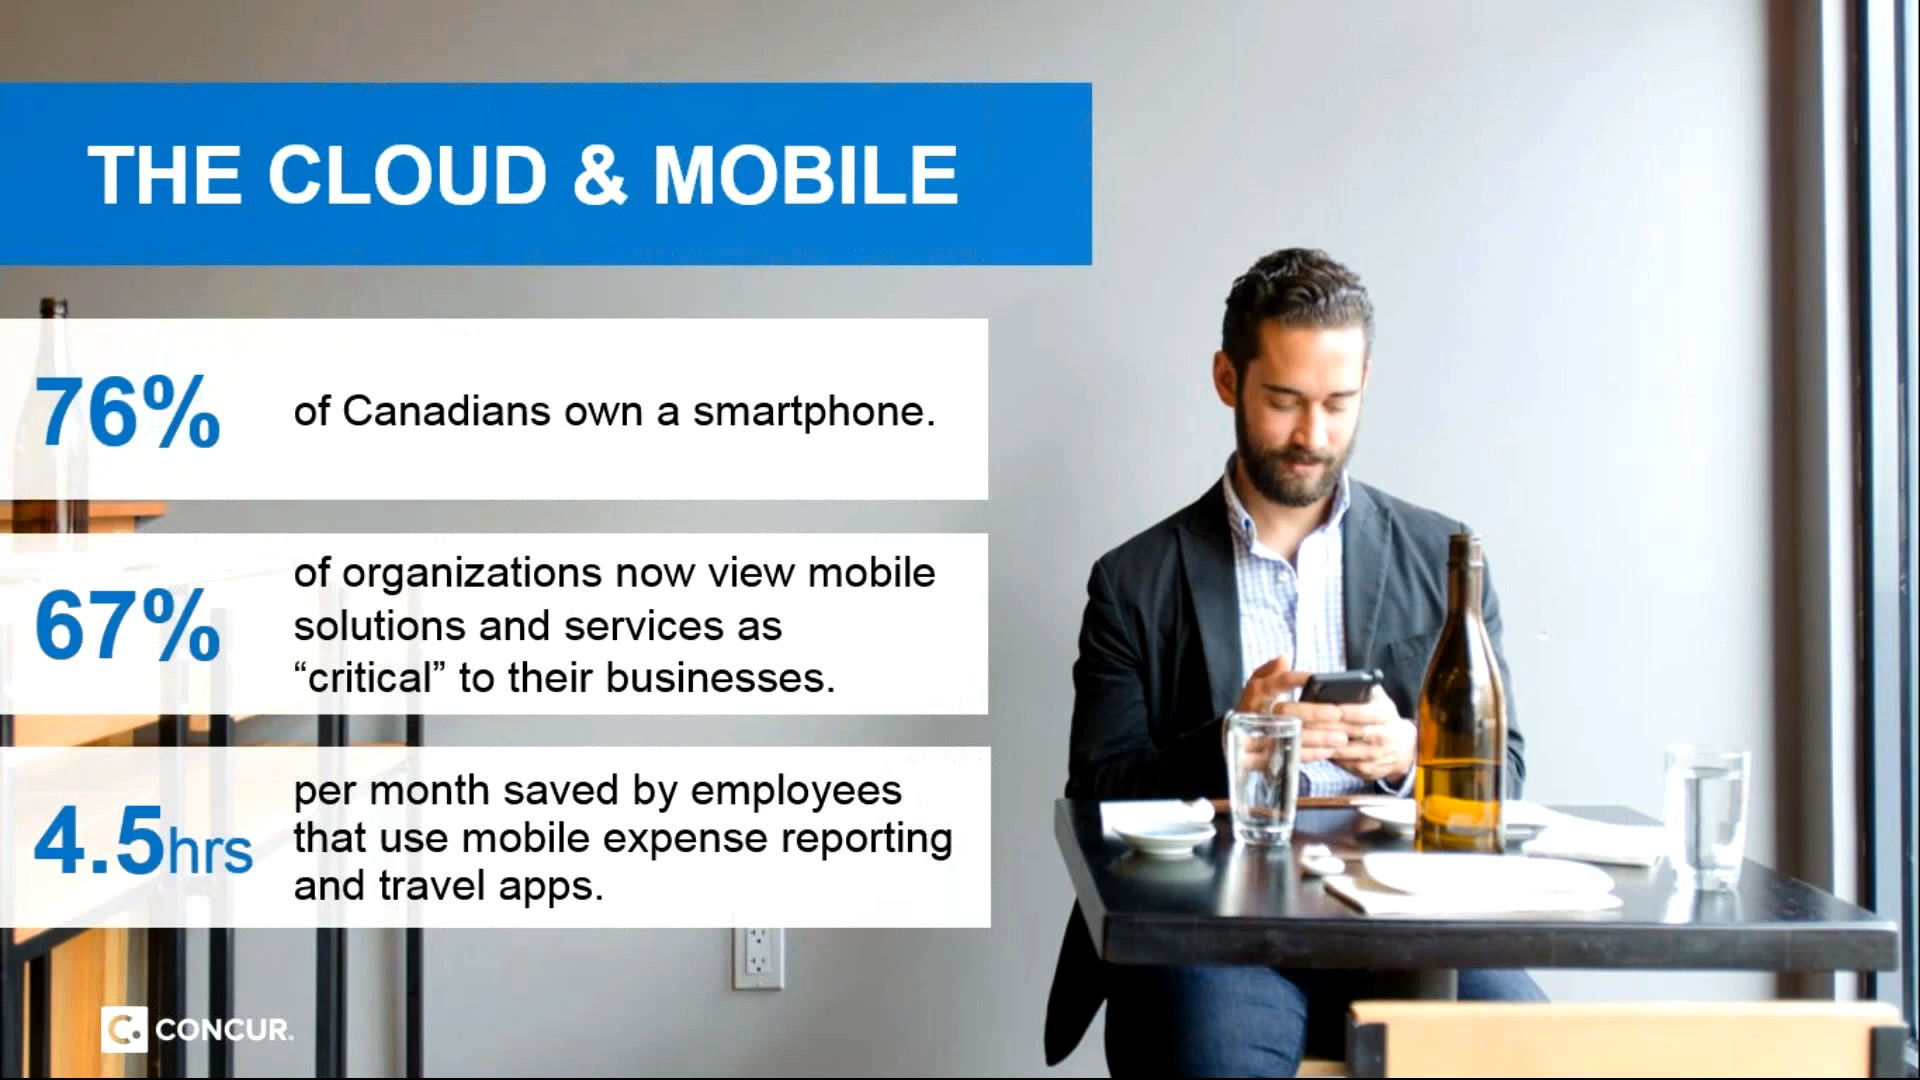 THE CLOUD & MOBILE
76%
of Canadians own a smartphone.
67%
of organizations now view mobile
solutions and services as
“critical” to their businesses.
4.5hrs
per month saved by employees
that use mobile expense reporting
and travel apps.
C. CONCUR.